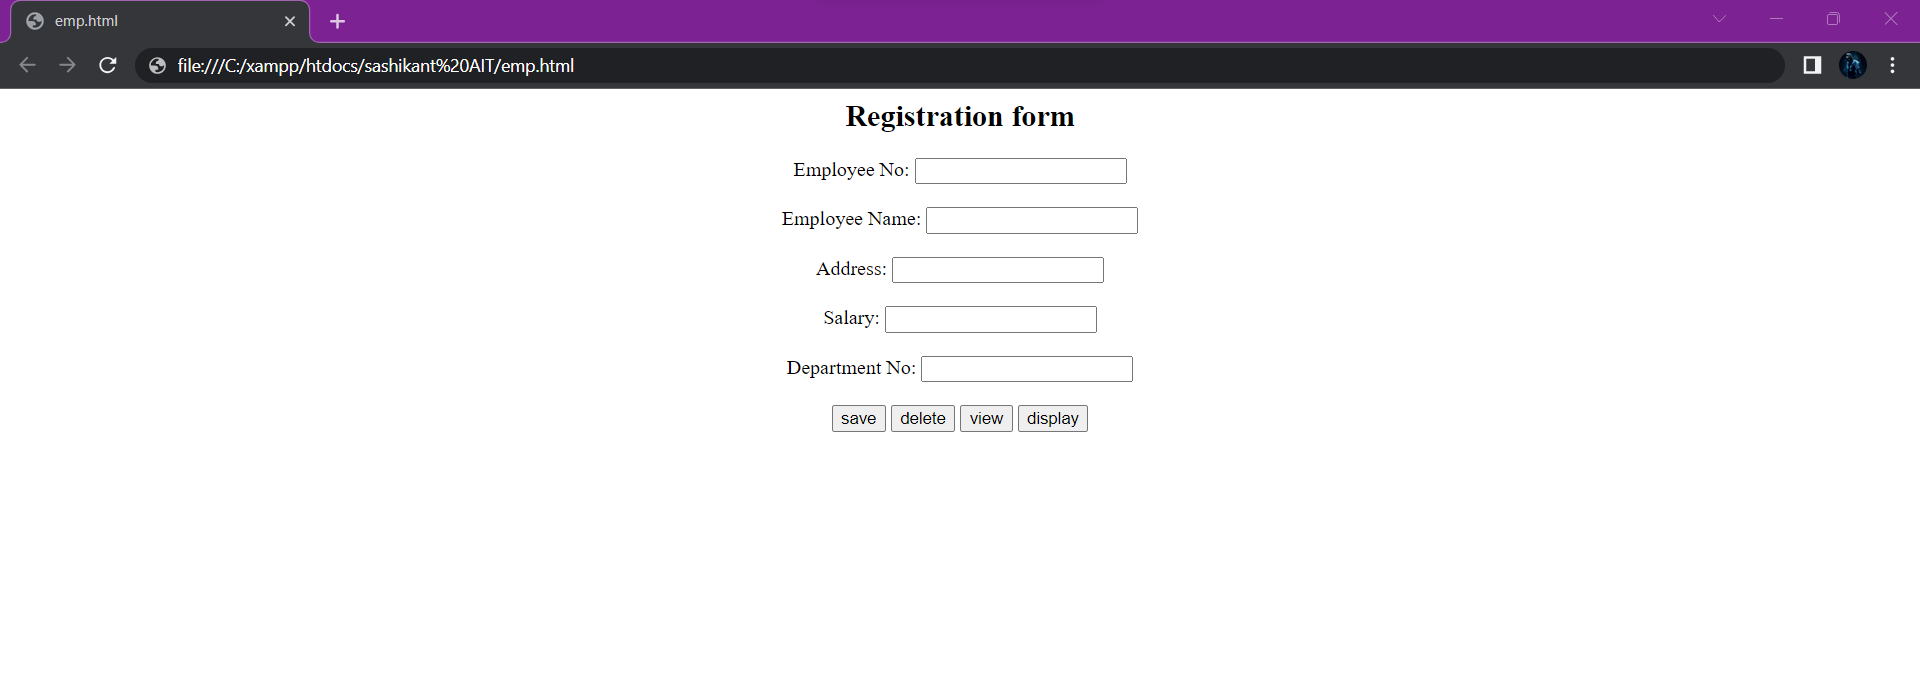 emp.html
file:///C:/xampp/htdocs/sashikant%20AIT/emp.html
Registration form
Employee No:
Employee Name:
Address:
Salary:
Department No:
save delete view display